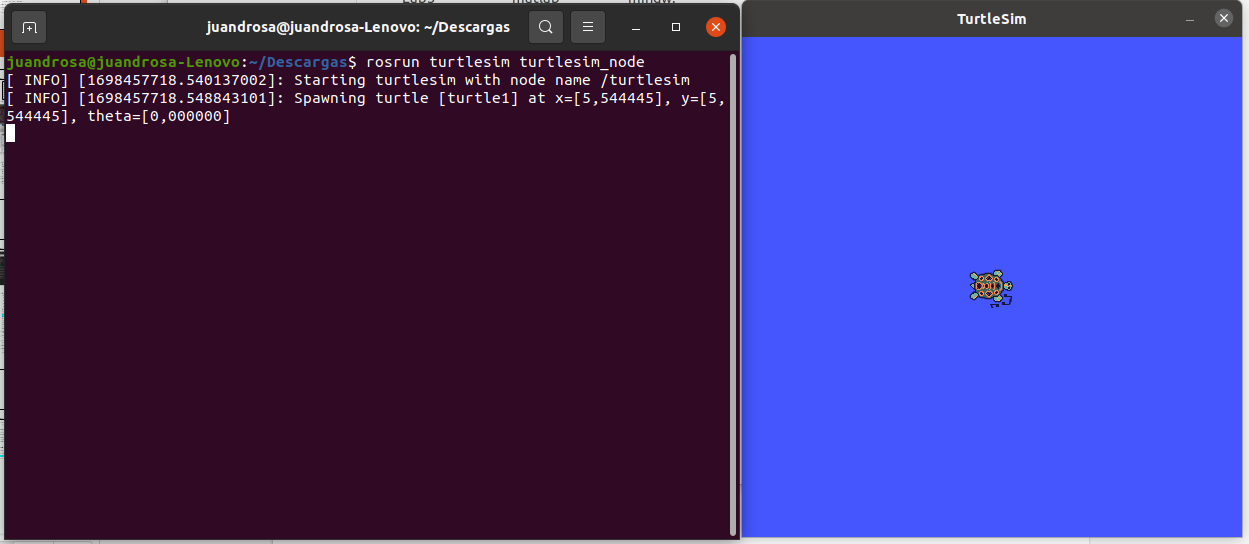 juandrosa@juandrosa-Lenovo: ~/Descargas
juandrosa@juandrosa-Lenovo:~/Descargas$ rosrun turtlesim turtlesim_node
[ INFO] [1698457718.540137002]: Starting turtlesim with node name /turtlesim
[ INFO] [1698457718.548843101]: Spawning turtle [turtle1] at x=[5,544445], y=[5,
544445], theta=[0,000000]
TurtleSim